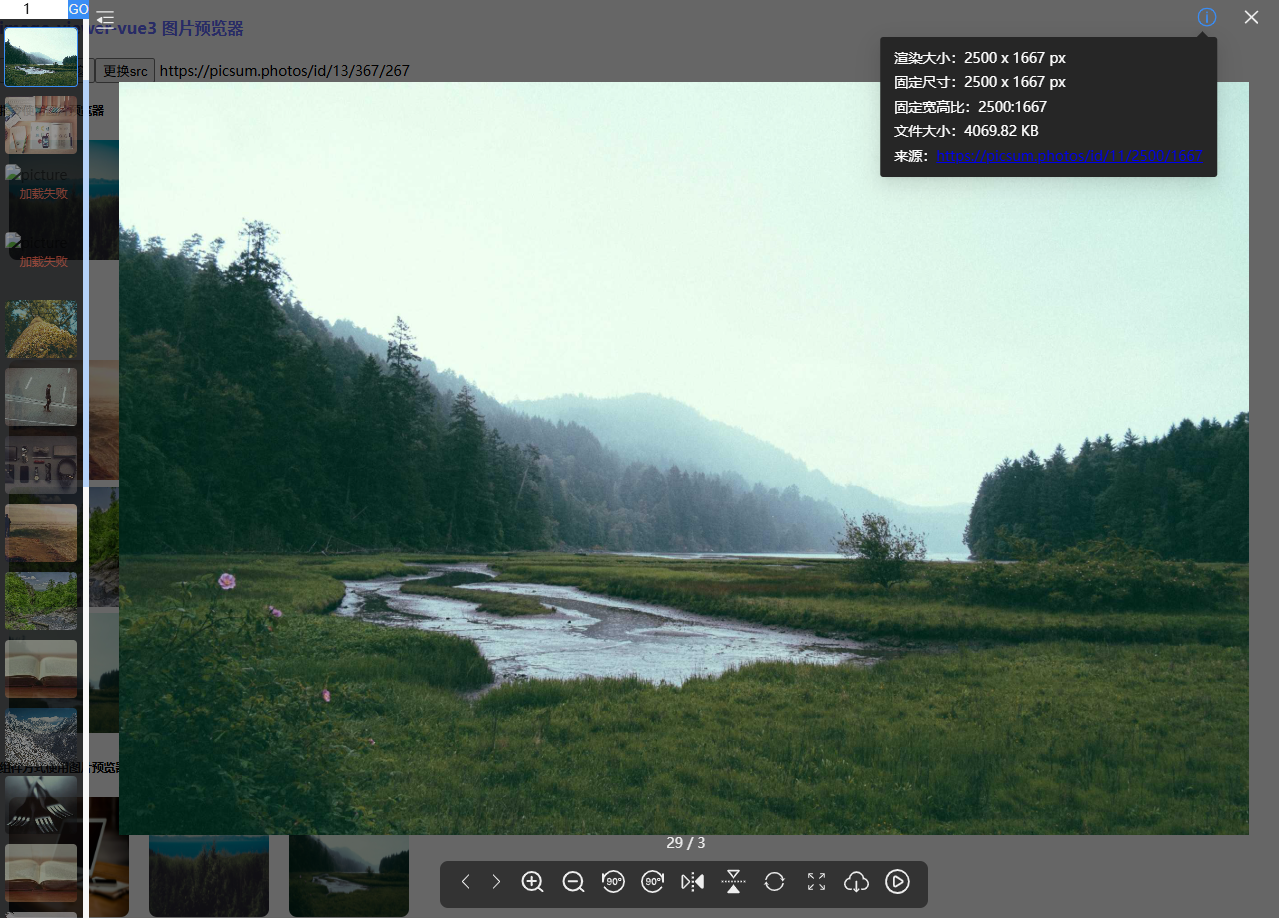 1 GO
er-vue3 图片预览器
更换src https://picsum.photos/id/13/367/267
渲染大小：2500 x 1667 px
固定尺寸：2500 x 1667 px
固定宽高比：2500:1667
文件大小：4069.82 KB
来源：https://picsum.photos/id/11/2500/1667
览器
picture
加载失败
picture
加载失败
组件方式使用图片预览器
29 / 3
90°
90°